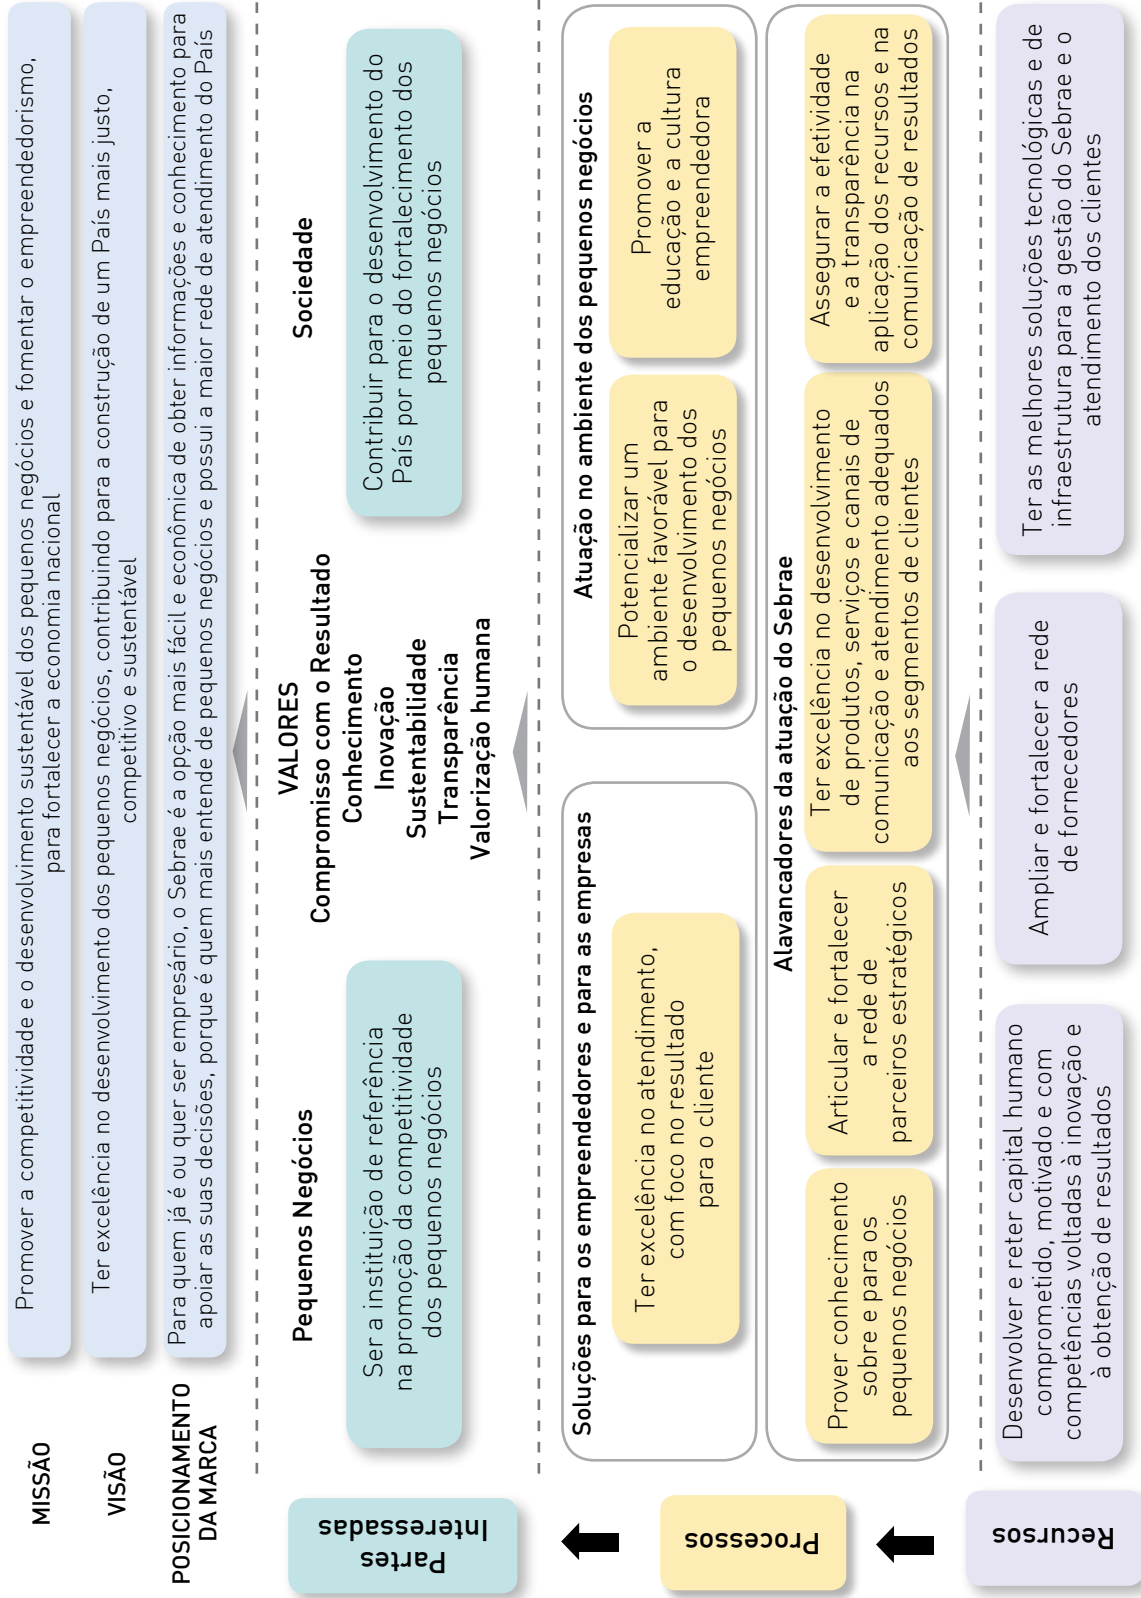 MISSÃO
Promover a competitividade e o desenvolvimento sustentável dos pequenos negócios e fomentar o empreendedorismo,
para fortalecer a economia nacional
VISÃO
Ter excelência no desenvolvimento dos pequenos negócios, contribuindo para a construção de um País mais justo,
competitivo e sustentável
POSICIONAMENTO
DA MARCA
Para quem já é ou quer ser empresário, o Sebrae é a opção mais fácil e econômica de obter informações e conhecimento para
apoiar as suas decisões, porque é quem mais entende de pequenos negócios e possui a maior rede de atendimento do País
Partes
Interessadas
Pequenos Negócios
Ser a instituição de referência
na promoção da competitividade
dos pequenos negócios
VALORES
Compromisso com o Resultado
Conhecimento
Inovação
Sustentabilidade
Transparência
Valorização humana
Sociedade
Contribuir para o desenvolvimento do
País por meio do fortalecimento dos
pequenos negócios
Processos
Soluções para os empreendedores e para as empresas
Ter excelência no atendimento,
com foco no resultado
para o cliente
Atuação no ambiente dos pequenos negócios
Potencializar um
ambiente favorável para
o desenvolvimento dos
pequenos negócios
Promover a
educação e a cultura
empreendedora
Alavancadores da atuação do Sebrae
Prover conhecimento
sobre e para os
pequenos negócios
Articular e fortalecer
a rede de
parceiros estratégicos
Ter excelência no desenvolvimento
de produtos, serviços e canais de
comunicação e atendimento adequados
aos segmentos de clientes
Assegurar a efetividade
e a transparência na
aplicação dos recursos e na
comunicação de resultados
Recursos
Desenvolver e reter capital humano
comprometido, motivado e com
competências voltadas à inovação e
à obtenção de resultados
Ampliar e fortalecer a rede
de fornecedores
Ter as melhores soluções tecnológicas e de
infraestrutura para a gestão do Sebrae e o
atendimento dos clientes